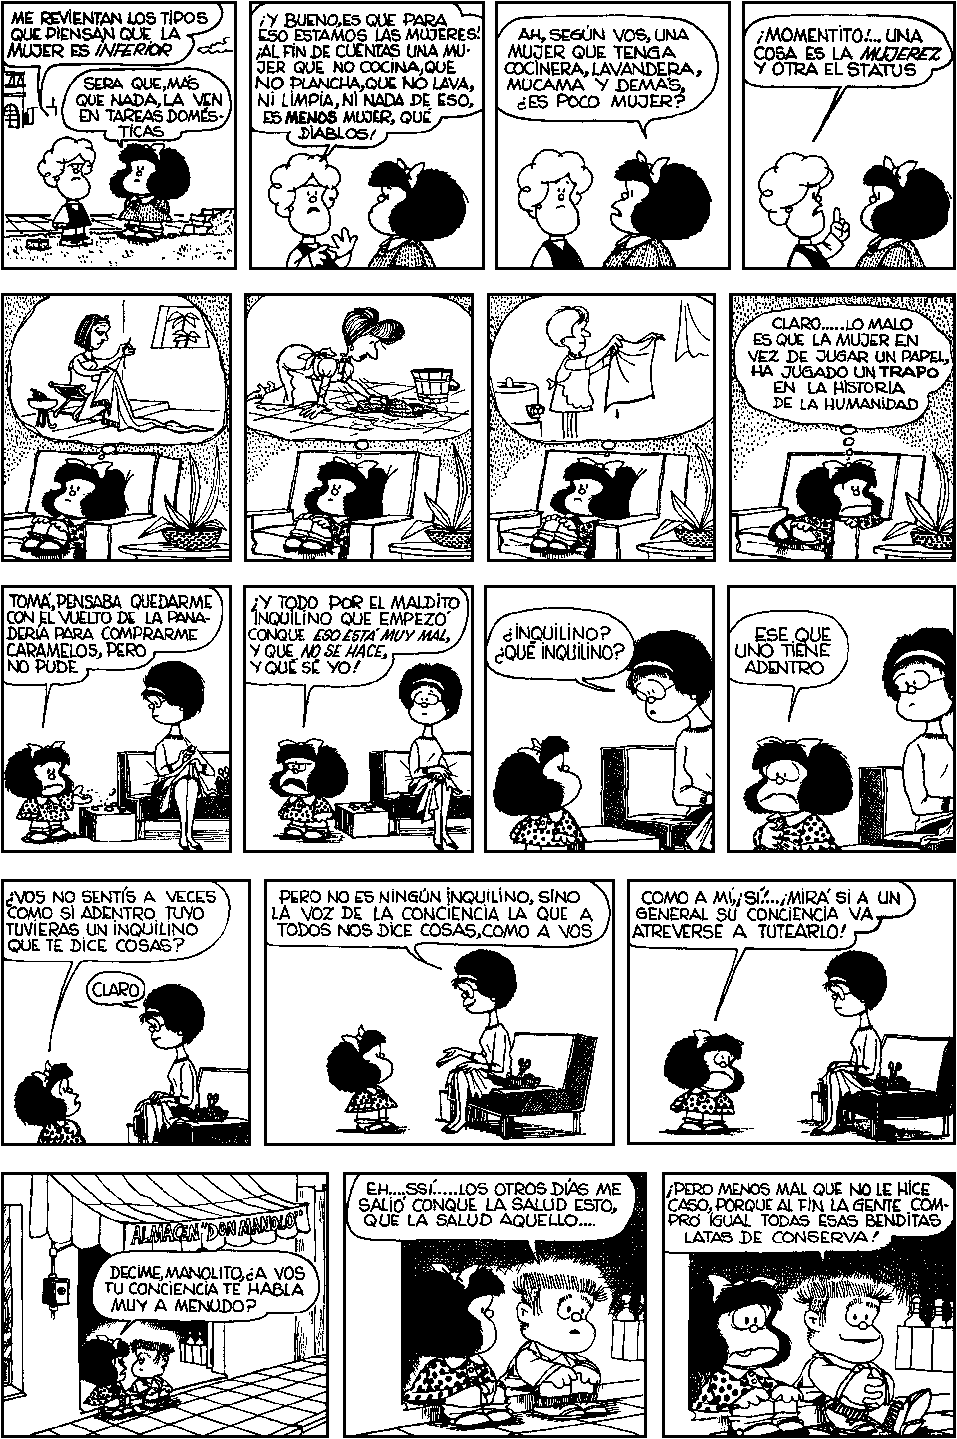 ME REVIENTAN LOS TIPOS
QUE PIENSAN QUE LA
MUJER ES INFERIOR
SERÁ QUE, MÁS
QUE NADA, LA VEN
EN TAREAS DOMÉS-
TICAS
¡Y BUENO, ES QUE PARA
ESO ESTAMOS LAS MUJERES!
¡AL FÍN DE CUENTAS UNA MU-
JER QUE NO COCINA, QUE
NO PLANCHA, QUE NO LAVA,
NI LIMPIA, NI NADA DE ESO,
ES MENOS MUJER, QUÉ
DIABLOS!
AH, SEGÚN VOS, UNA
MUJER QUE TENGA
COCINERA, LAVANDERA,
MUCAMA Y DEMÁS,
¿ES POCO MUJER?
¡MOMENTITO!... UNA
COSA ES LA MUJEREZ
Y OTRA EL STATUS
CLARO.....LO MALO
ES QUE LA MUJER EN
VEZ DE JUGAR UN PAPEL,
HA JUGADO UN TRAPO
EN LA HISTORIA
DE LA HUMANIDAD
TOMÁ, PENSABA QUEDARME
CON EL VUELTO DE LA PANA-
DERÍA PARA COMPRARME
CARAMELOS, PERO
NO PUDE
¡Y TODO POR EL MALDITO
INQUILINO QUE EMPEZÓ
CONQUE ESO ESTÁ MUY MAL,
Y QUE NO SE HACE,
Y QUÉ SÉ YO!
¿INQUILINO?
¿QUÉ INQUILINO?
ESE QUE
UNO TIENE
ADENTRO
¿VOS NO SENTÍS A VECES
COMO SI ADENTRO TUYO
TUVIERAS UN INQUILINO
QUE TE DICE COSAS?
CLARO
PERO NO ES NINGÚN INQUILINO, SINO
LA VOZ DE LA CONCIENCIA LA QUE A
TODOS NOS DICE COSAS, COMO A VOS
COMO A MÍ, ¡SÍ!...¡MIRÁ SI A UN
GENERAL SU CONCIENCIA VA A
ATREVERSE A TUTEARLO!
ALMACEN "DON MANOLO"
DECIME, MANOLITO, ¿A VOS
TU CONCIENCIA TE HABLA
MUY A MENUDO?
EH....SSÍ.....LOS OTROS DÍAS ME
SALIÓ CONQUE LA SALUD ESTO,
QUE LA SALUD AQUELLO....
¡PERO MENOS MAL QUE NO LE HICE
CASO, PORQUE AL FIN LA GENTE COM-
PRÓ IGUAL TODAS ESAS BENDITAS
LATAS DE CONSERVA!